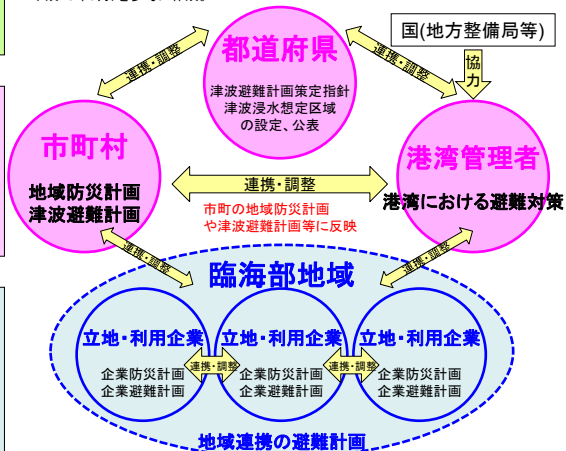 都道府県
津波避難計画策定指針
津波浸水想定区域
の設定、公表
国(地方整備局等)
協力
連携・調整
連携・調整
市町村
地域防災計画
津波避難計画
連携・調整
市町の地域防災計画
や津波避難計画等に反映
港湾管理者
港湾における避難対策
連携・調整
連携・調整
臨海部地域
立地・利用企業
企業防災計画
企業避難計画
連携・調整
立地・利用企業
企業防災計画
企業避難計画
連携・調整
立地・利用企業
企業防災計画
企業避難計画
地域連携の避難計画